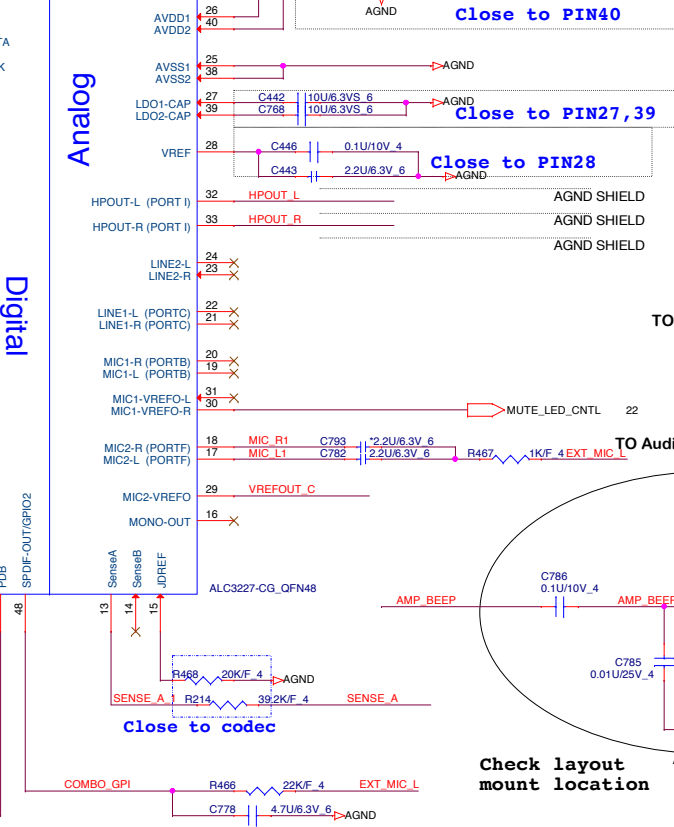 26
AVDD1
40
AVDD2
AGND
Close to PIN40
TA
K
25
AVSS1
38
AVSS2
AGND
Analog
27
LDO1-CAP
C442
10U/6.3VS_6
AGND
39
LDO2-CAP
C768
10U/6.3VS_6
Close to PIN27,39
28
VREF
C446
0.1U/10V_4
C443
2.2U/6.3V_6
AGND
Close to PIN28
32
HPOUT-L (PORT I)
HPOUT_L
AGND SHIELD
33
HPOUT-R (PORT I)
HPOUT_R
AGND SHIELD
AGND SHIELD
24
LINE2-L
23
LINE2-R
Digital
22
LINE1-L (PORTC)
21
LINE1-R (PORTC)
TO
20
MIC1-R (PORTB)
19
MIC1-L (PORTB)
31
MIC1-VREFO-L
30
MIC1-VREFO-R
MUTE_LED_CNTL
22
18
MIC2-R (PORTF)
MIC_R1
C793
*2.2U/6.3V_6
TO Audi
17
MIC2-L (PORTF)
MIC_L1
C782
2.2U/6.3V_6
R467
1K/F_4
EXT_MIC_L
29
MIC2-VREFO
VREFOUT_C
16
MONO-OUT
PDB
SPDIF-OUT/GPIO2
SenseA
SenseB
JDREF
ALC3227-CG_QFN48
48
13
14
15
C786
0.1U/10V_4
AMP_BEEP
AMP_BEEP
C785
0.01U/25V_4
R468
20K/F_4
AGND
SENSE_A
R214
39.2K/F_4
SENSE_A
Close to codec
Check layout
mount location
COMBO_GPI
R466
22K/F_4
EXT_MIC_L
C778
4.7U/6.3V_6
AGND